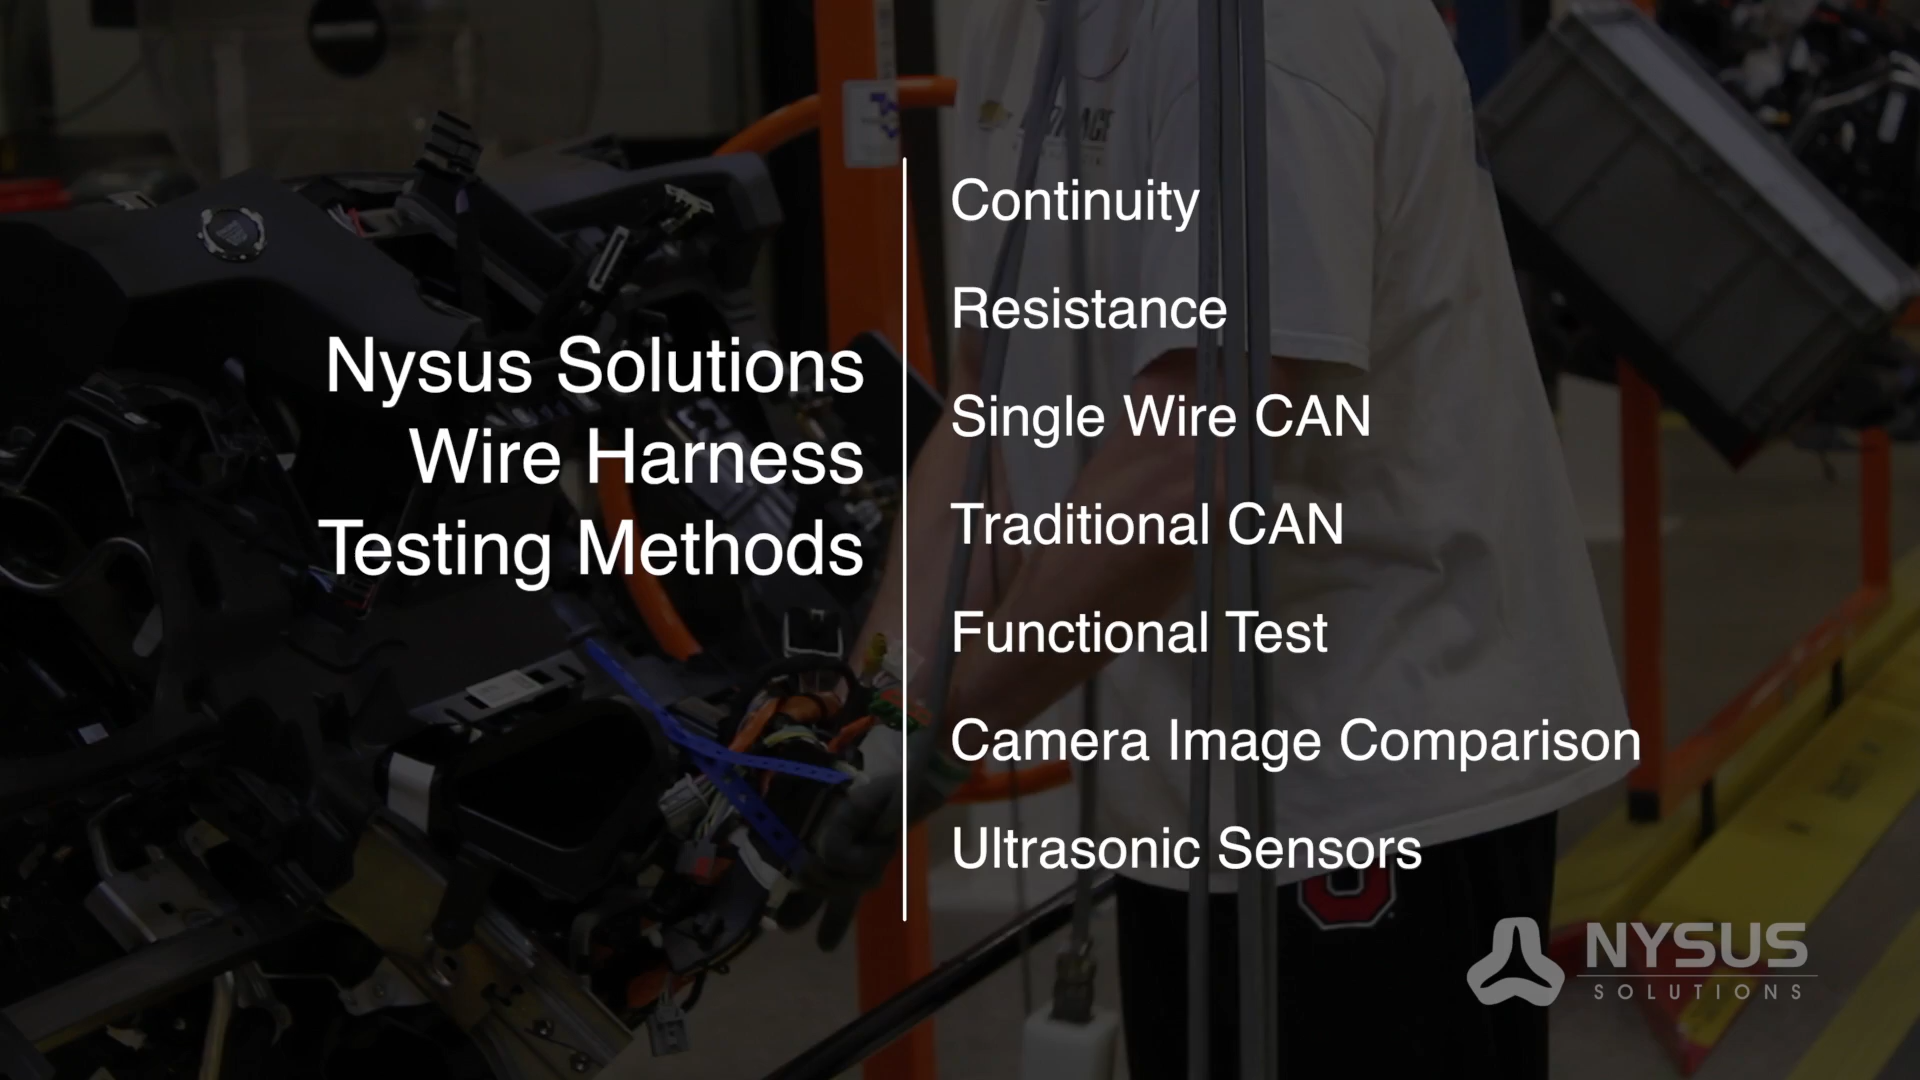 Nysus Solutions
Wire Harness
Testing Methods
Continuity
Resistance
Single Wire CAN
Traditional CAN
Functional Test
Camera Image Comparison
Ultrasonic Sensors
NYSUS
SOLUTIONS